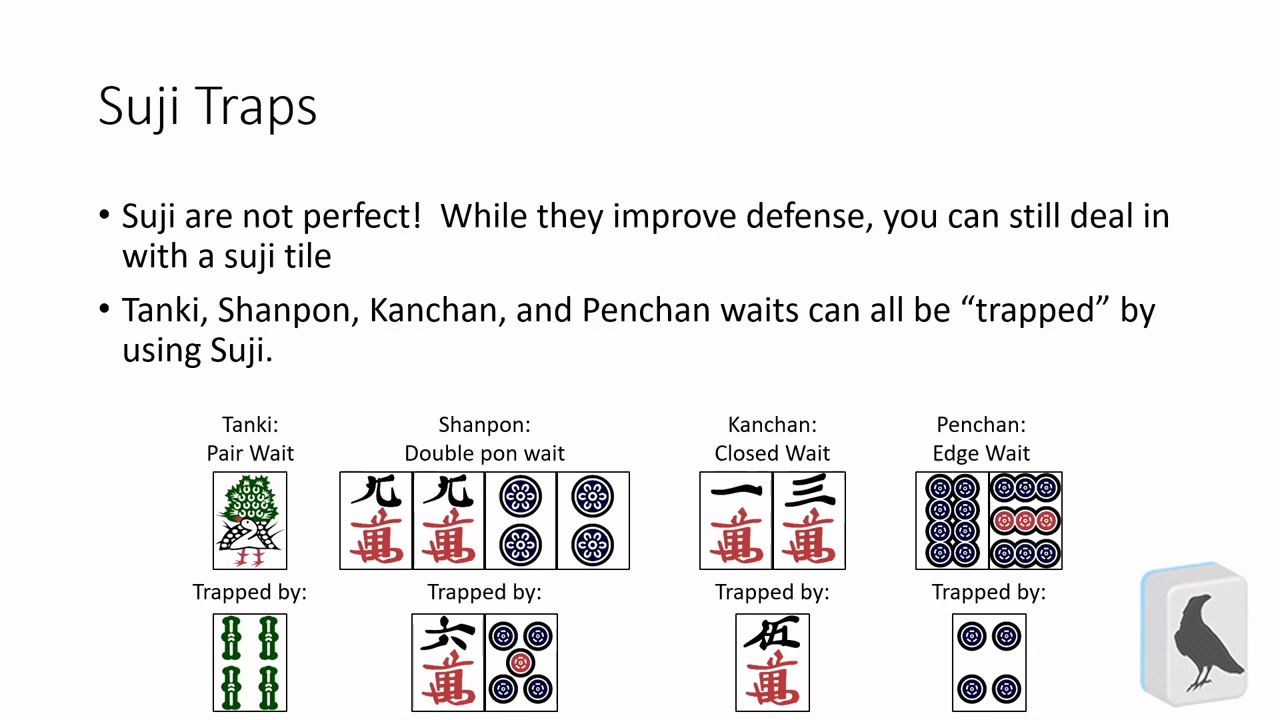 Suji Traps
• Suji are not perfect!  While they improve defense, you can still deal in
with a suji tile
• Tanki, Shanpon, Kanchan, and Penchan waits can all be “trapped” by
using Suji.
Tanki:
Pair Wait
Shanpon:
Double pon wait
Kanchan:
Closed Wait
Penchan:
Edge Wait
九 九 一 三
萬 萬 萬 萬
Trapped by:
Trapped by:
Trapped by:
Trapped by:
六 伍
萬 萬